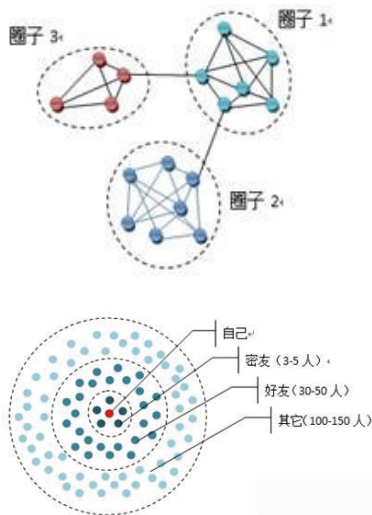 圈子 3
圈子 1
圈子 2
自己
密友（3-5 人）
好友（30-50 人）
其它（100-150 人）